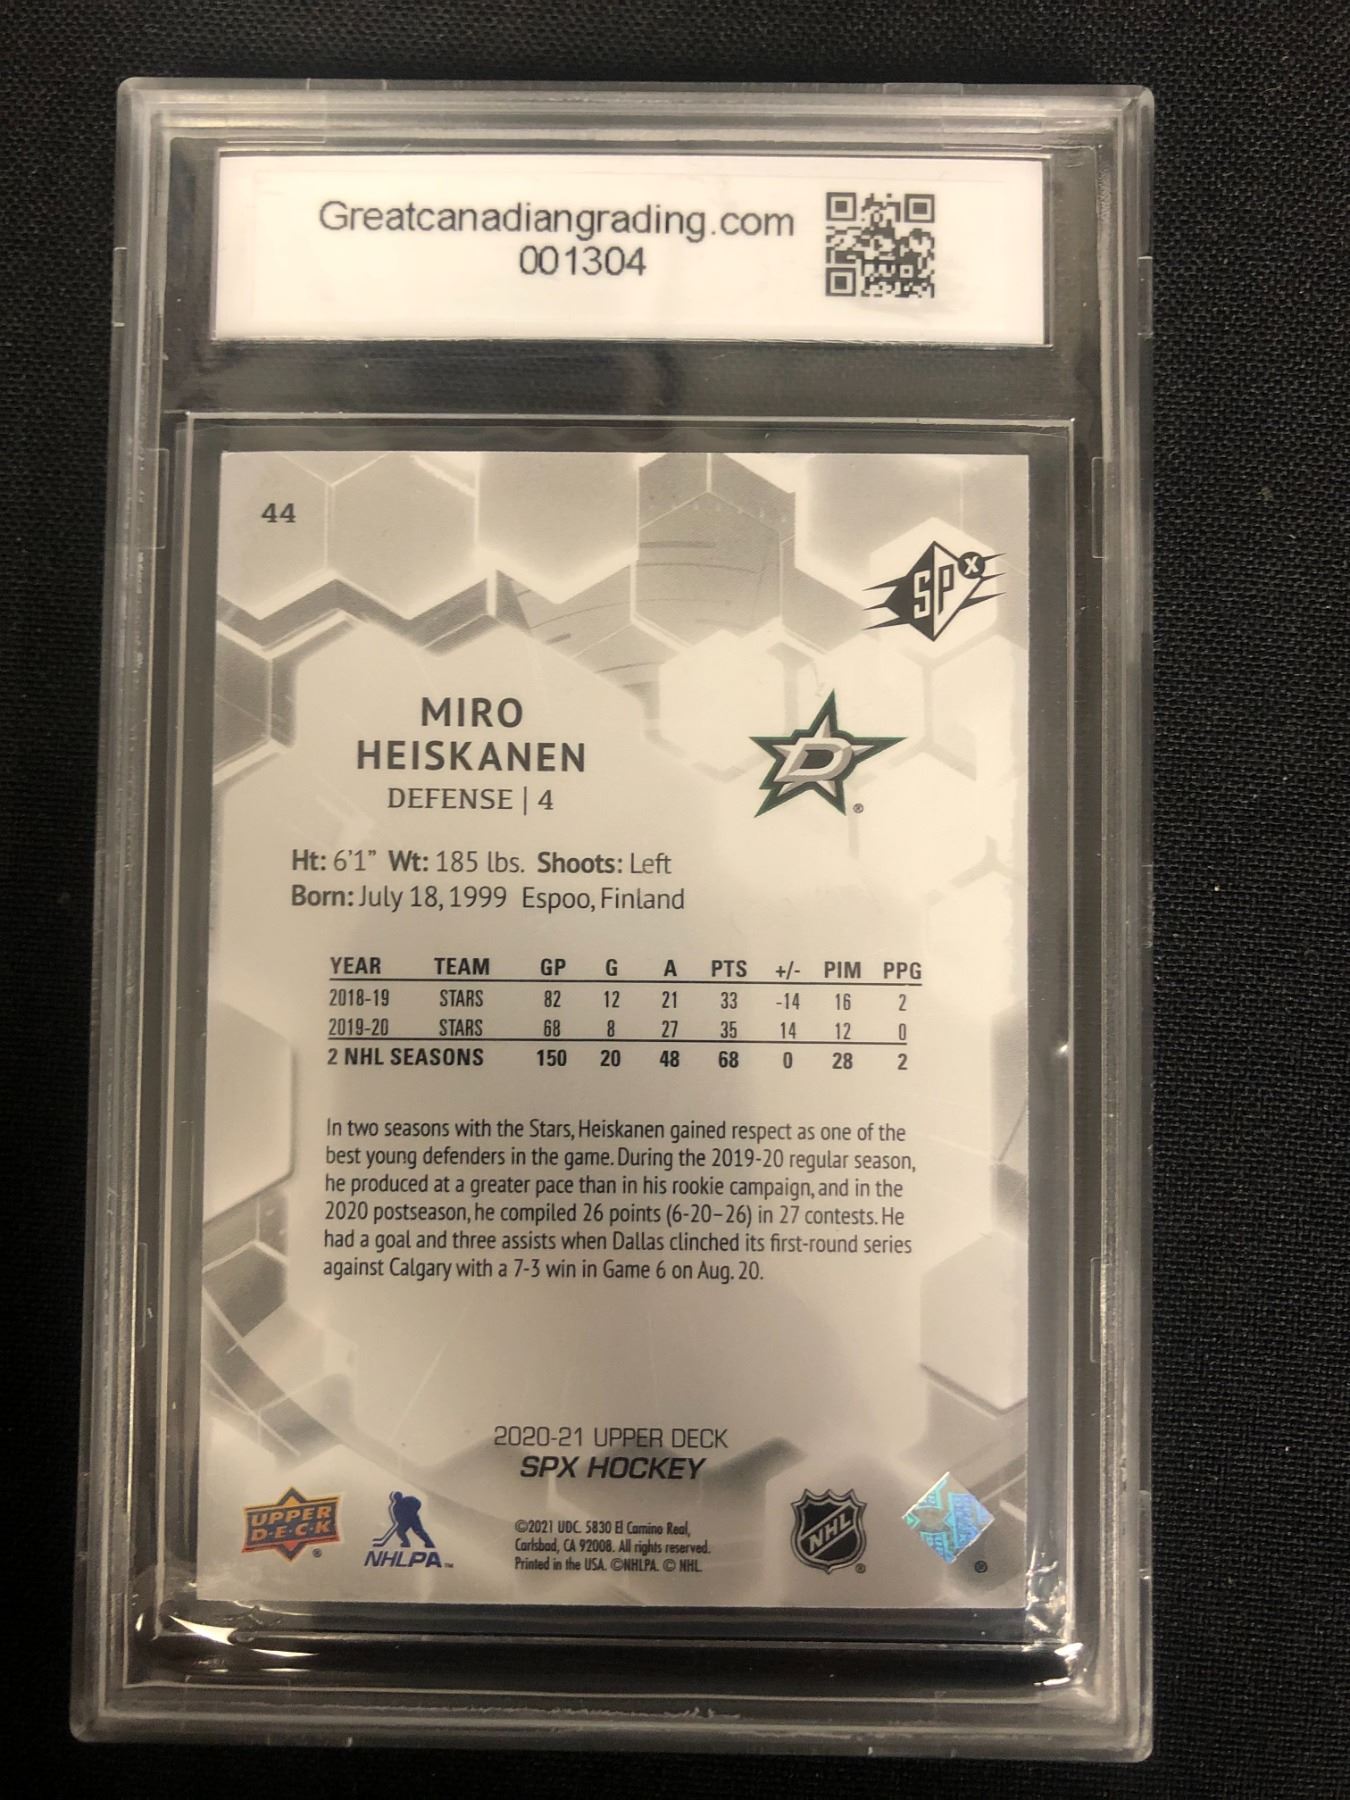 Greatcanadiangrading.com
001304
44
SPX
MIRO
HEISKANEN
DEFENSE | 4
D
®
Ht: 6'1” Wt: 185 lbs. Shoots: Left
Born: July 18, 1999 Espoo, Finland
YEAR TEAM GP G A PTS +/- PIM PPG
2018-19 STARS 82 12 21 33 -14 16 2
2019-20 STARS 68 8 27 35 14 12 0
2 NHL SEASONS 150 20 48 68 0 28 2
In two seasons with the Stars, Heiskanen gained respect as one of the
best young defenders in the game. During the 2019-20 regular season,
he produced at a greater pace than in his rookie campaign, and in the
2020 postseason, he compiled 26 points (6-20–26) in 27 contests. He
had a goal and three assists when Dallas clinched its first-round series
against Calgary with a 7-3 win in Game 6 on Aug. 20.
2020-21 UPPER DECK
SPX HOCKEY
UPPER
D·E·C·K
®
NHLPA™
©2021 UDC. 5830 El Camino Real,
Carlsbad, CA 92008. All rights reserved.
Printed in the USA. ©NHLPA. © NHL.
NHL
®
®